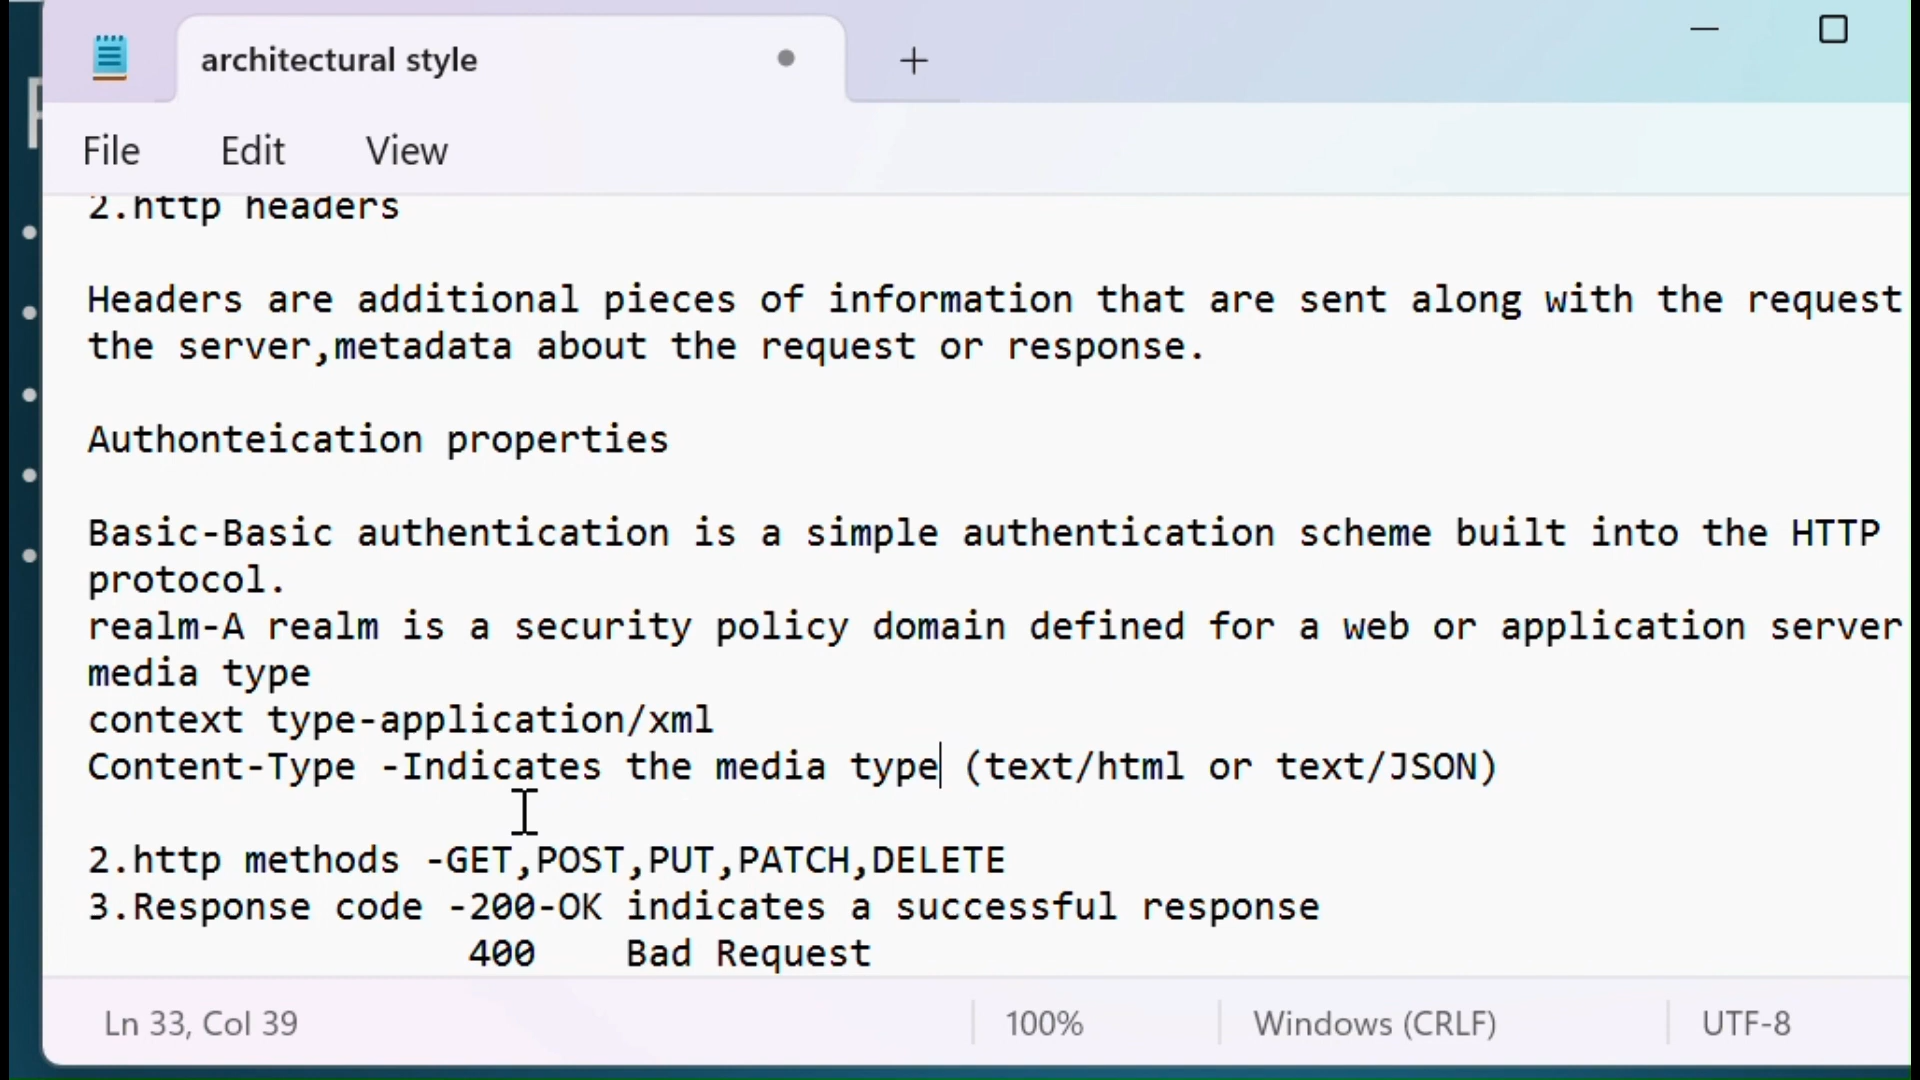 architectural style
File Edit View
2.http headers
Headers are additional pieces of information that are sent along with the request
the server,metadata about the request or response.
Authonteication properties
Basic-Basic authentication is a simple authentication scheme built into the HTTP
protocol.
realm-A realm is a security policy domain defined for a web or application server
media type
context type-application/xml
Content-Type -Indicates the media type (text/html or text/JSON)
2.http methods -GET,POST,PUT,PATCH,DELETE
3.Response code -200-OK indicates a successful response
400 Bad Request
Ln 33, Col 39 100% Windows (CRLF) UTF-8